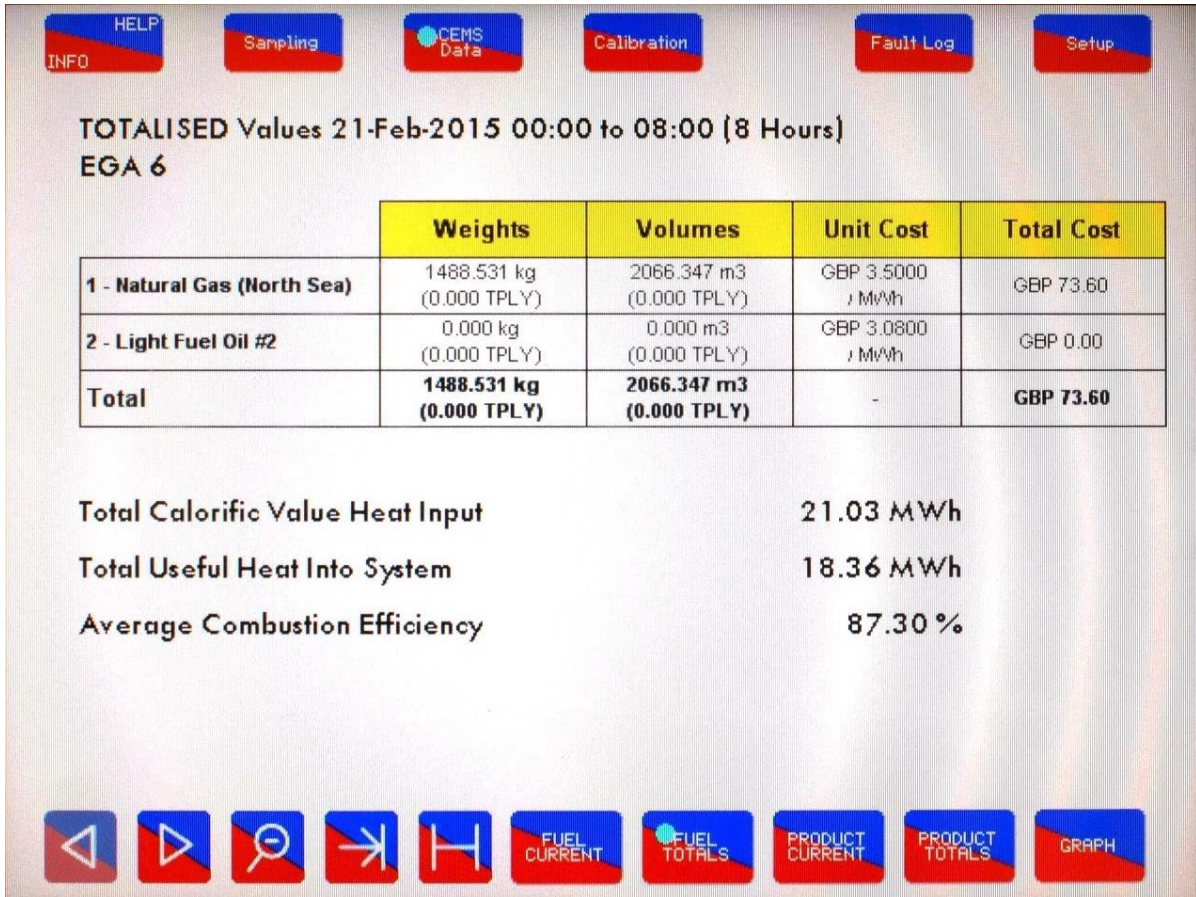 HELP
INFO
Sampling
CEMS
Data
Calibration
Fault Log
Setup
TOTALISED Values 21-Feb-2015 00:00 to 08:00 (8 Hours)
EGA 6
Weights Volumes Unit Cost Total Cost
1 - Natural Gas (North Sea) 1488.531 kg (0.000 TPLY) 2066.347 m3 (0.000 TPLY) GBP 3.5000 / MWh GBP 73.60
2 - Light Fuel Oil #2 0.000 kg (0.000 TPLY) 0.000 m3 (0.000 TPLY) GBP 3.0800 / MWh GBP 0.00
Total 1488.531 kg (0.000 TPLY) 2066.347 m3 (0.000 TPLY) - GBP 73.60
Total Calorific Value Heat Input 21.03 MWh
Total Useful Heat Into System 18.36 MWh
Average Combustion Efficiency 87.30 %
FUEL
CURRENT
FUEL
TOTALS
PRODUCT
CURRENT
PRODUCT
TOTALS
GRAPH